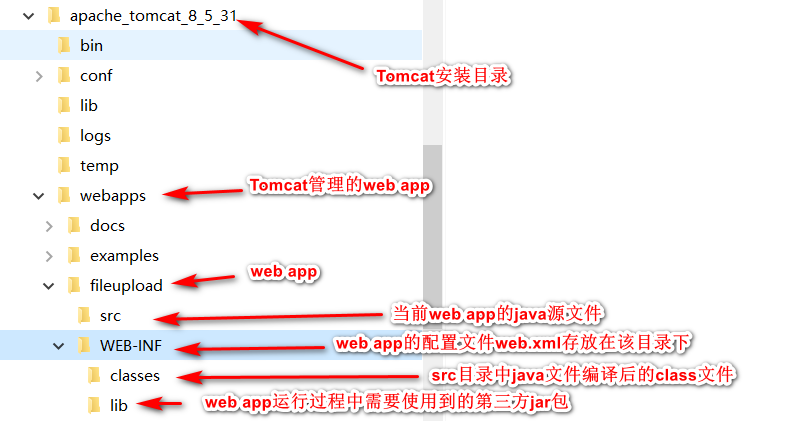 apache_tomcat_8_5_31
bin
Tomcat安装目录
conf
lib
logs
temp
webapps
Tomcat管理的web app
docs
examples
fileupload
web app
src
当前web app的java源文件
WEB-INF
web app的配置文件web.xml存放在该目录下
classes
src目录中java文件编译后的class文件
lib
web app运行过程中需要使用到的第三方jar包